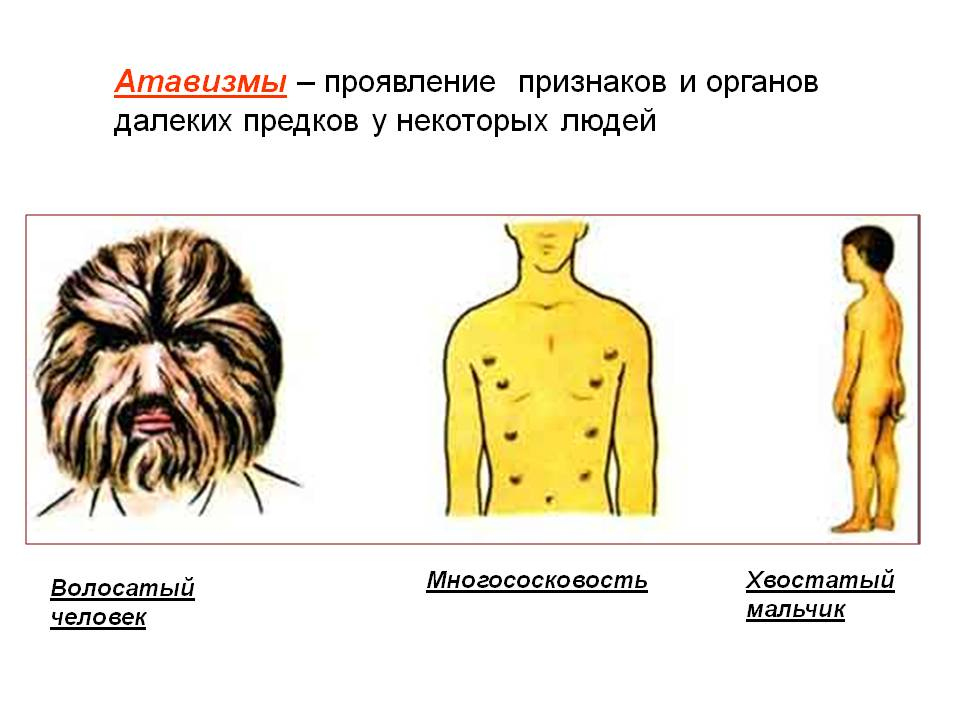 Атавизмы – проявление признаков и органов
далеких предков у некоторых людей
Волосатый
человек
Многососковость
Хвостатый
мальчик